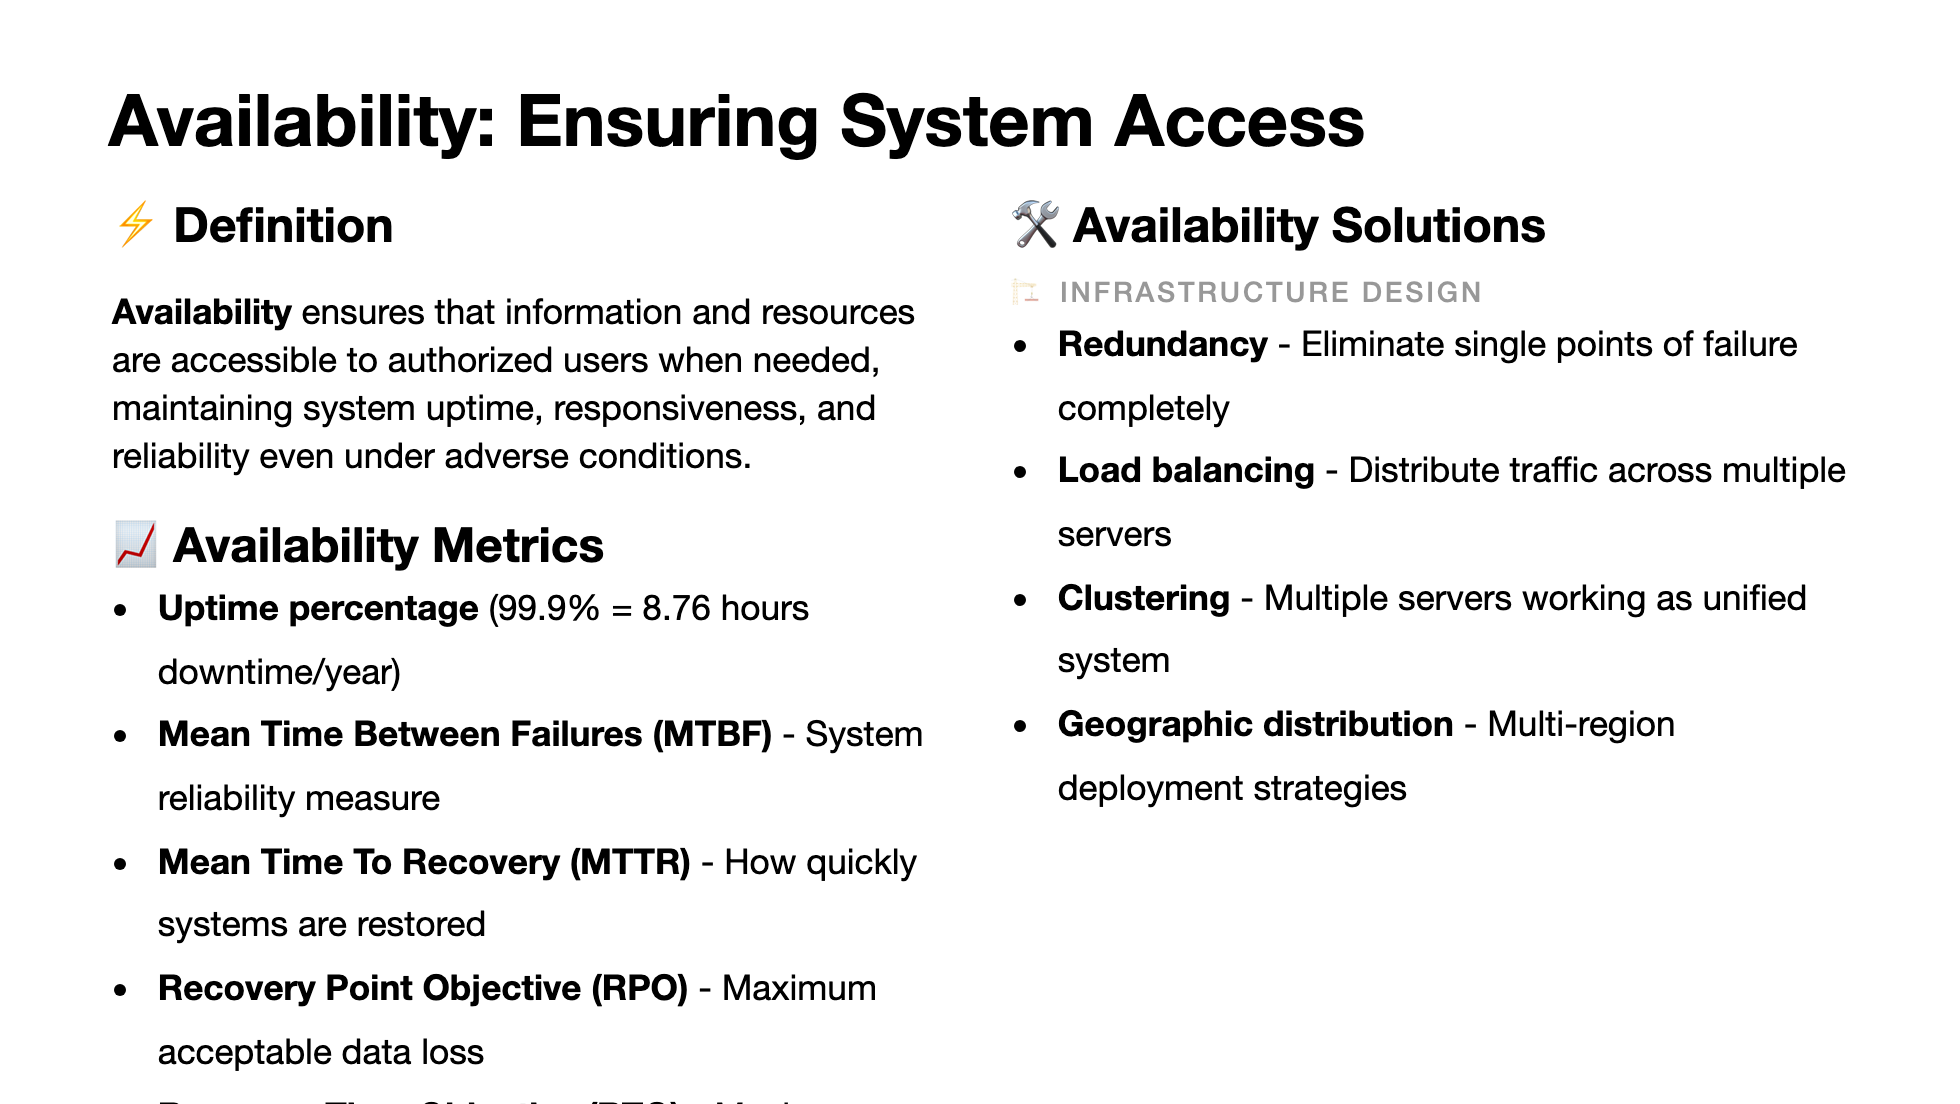 Availability: Ensuring System Access
⚡ Definition
Availability ensures that information and resources
are accessible to authorized users when needed,
maintaining system uptime, responsiveness, and
reliability even under adverse conditions.
📈 Availability Metrics
• Uptime percentage (99.9% = 8.76 hours
downtime/year)
• Mean Time Between Failures (MTBF) - System
reliability measure
• Mean Time To Recovery (MTTR) - How quickly
systems are restored
• Recovery Point Objective (RPO) - Maximum
acceptable data loss
🛠️ Availability Solutions
🏗️ INFRASTRUCTURE DESIGN
• Redundancy - Eliminate single points of failure
completely
• Load balancing - Distribute traffic across multiple
servers
• Clustering - Multiple servers working as unified
system
• Geographic distribution - Multi-region
deployment strategies